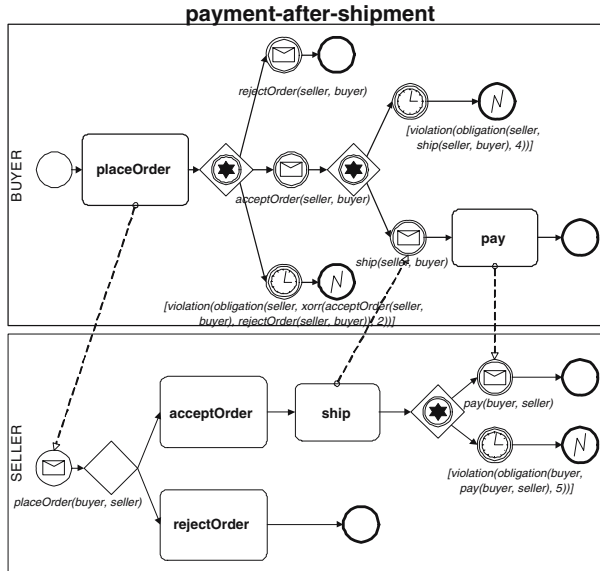 payment-after-shipment
BUYER
rejectOrder(seller, buyer)
[violation(obligation(seller,
ship(seller, buyer), 4))]
placeOrder
acceptOrder(seller, buyer)
ship(seller, buyer)
pay
[violation(obligation(seller, xorr(acceptOrder(seller,
buyer), rejectOrder(seller, buyer)), 2))]
SELLER
acceptOrder
ship
pay(buyer, seller)
placeOrder(buyer, seller)
[violation(obligation(buyer,
pay(buyer, seller), 5))]
rejectOrder